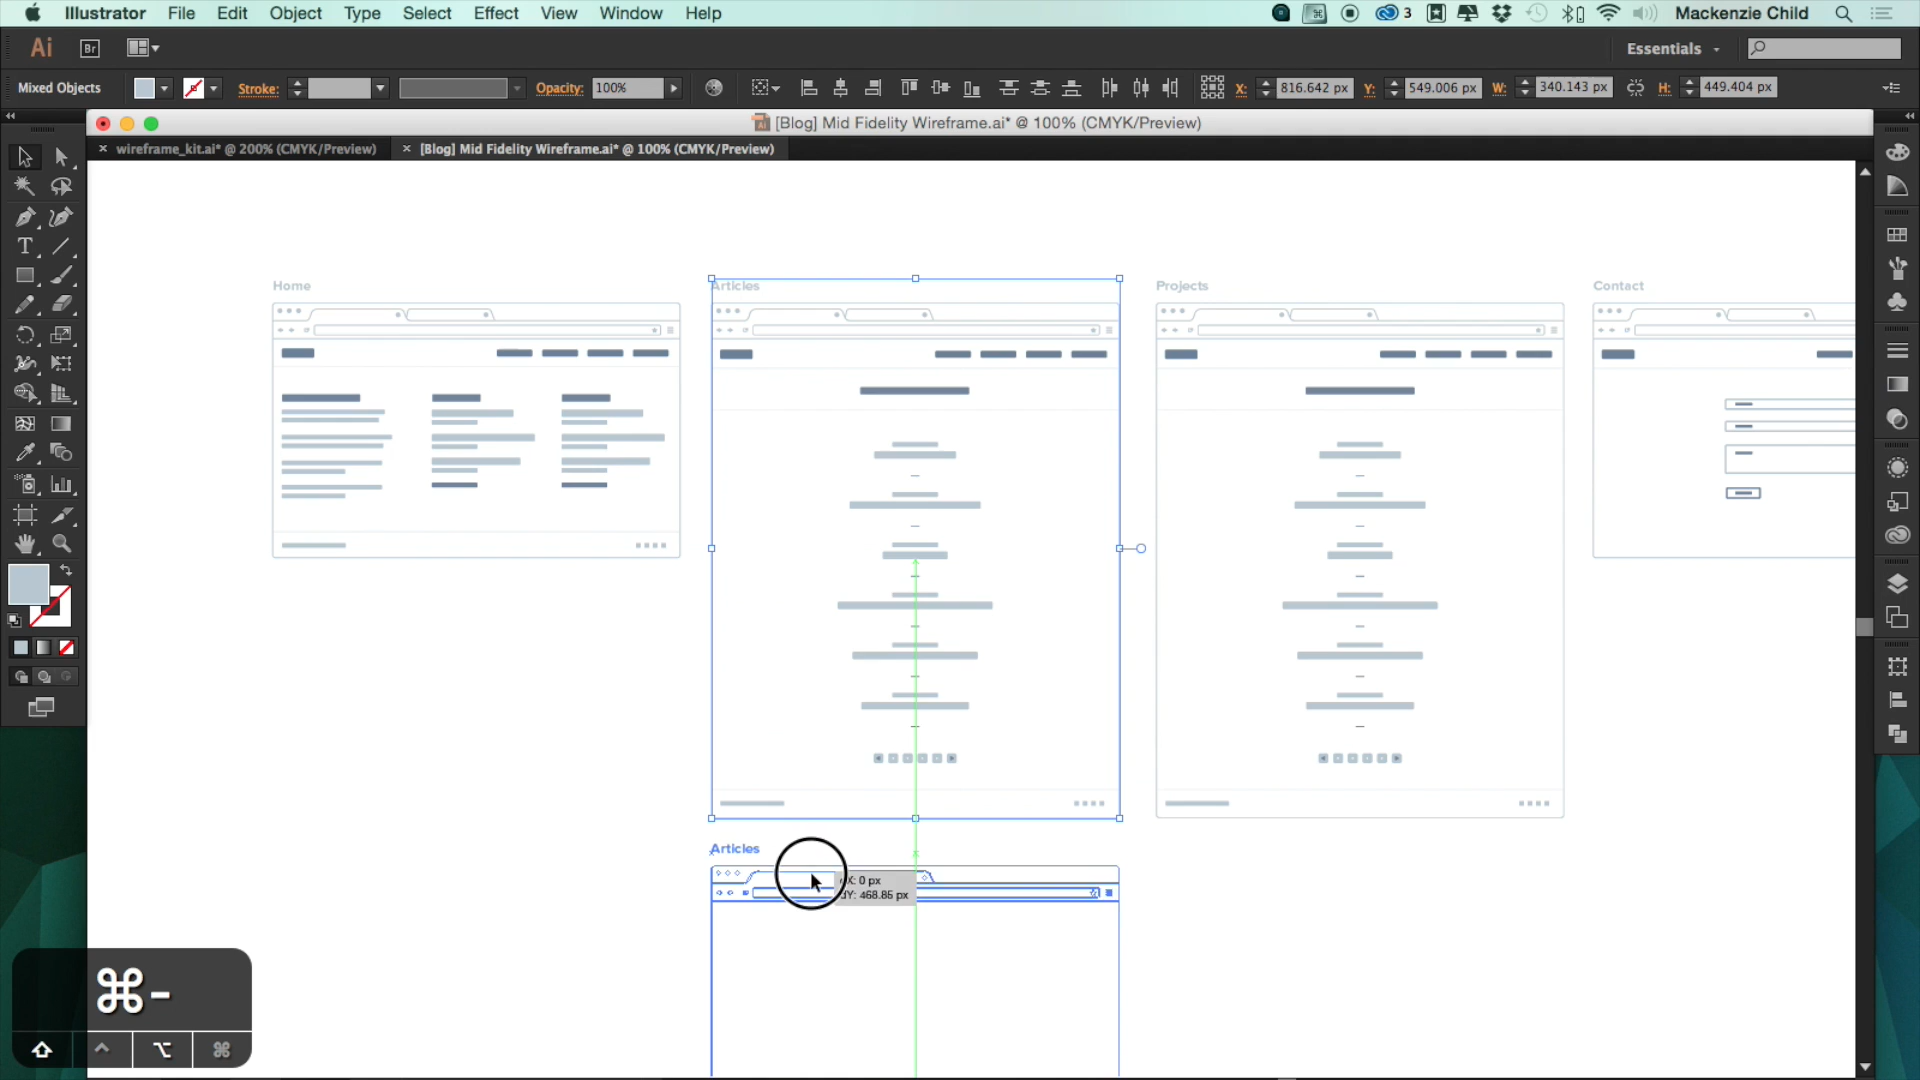 Illustrator File Edit Object Type Select Effect View Window Help 3 Mackenzie Child
Ai Br Essentials
Mixed Objects Stroke: Opacity: 100% X: 816.642 px Y: 549.006 px W: 340.143 px H: 449.404 px
[Blog] Mid Fidelity Wireframe.ai* @ 100% (CMYK/Preview)
× wireframe_kit.ai* @ 200% (CMYK/Preview) × [Blog] Mid Fidelity Wireframe.ai* @ 100% (CMYK/Preview)
Home Articles Projects Contact
Articles
dX: 0 px
dY: 468.85 px
⌘-
⇧ ^ ⌥ ⌘